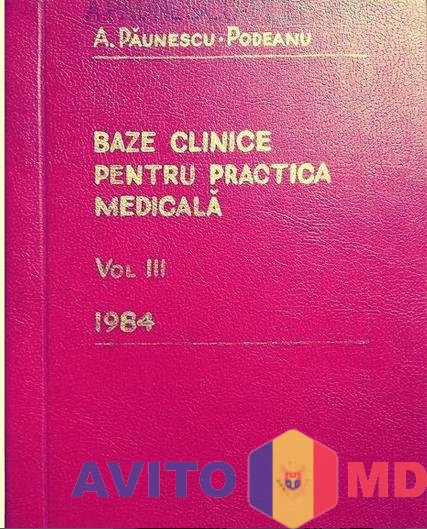 A. PĂUNESCU-PODEANU
BAZE CLINICE
PENTRU PRACTICA
MEDICALĂ
VOL III
1984
AVITO MD